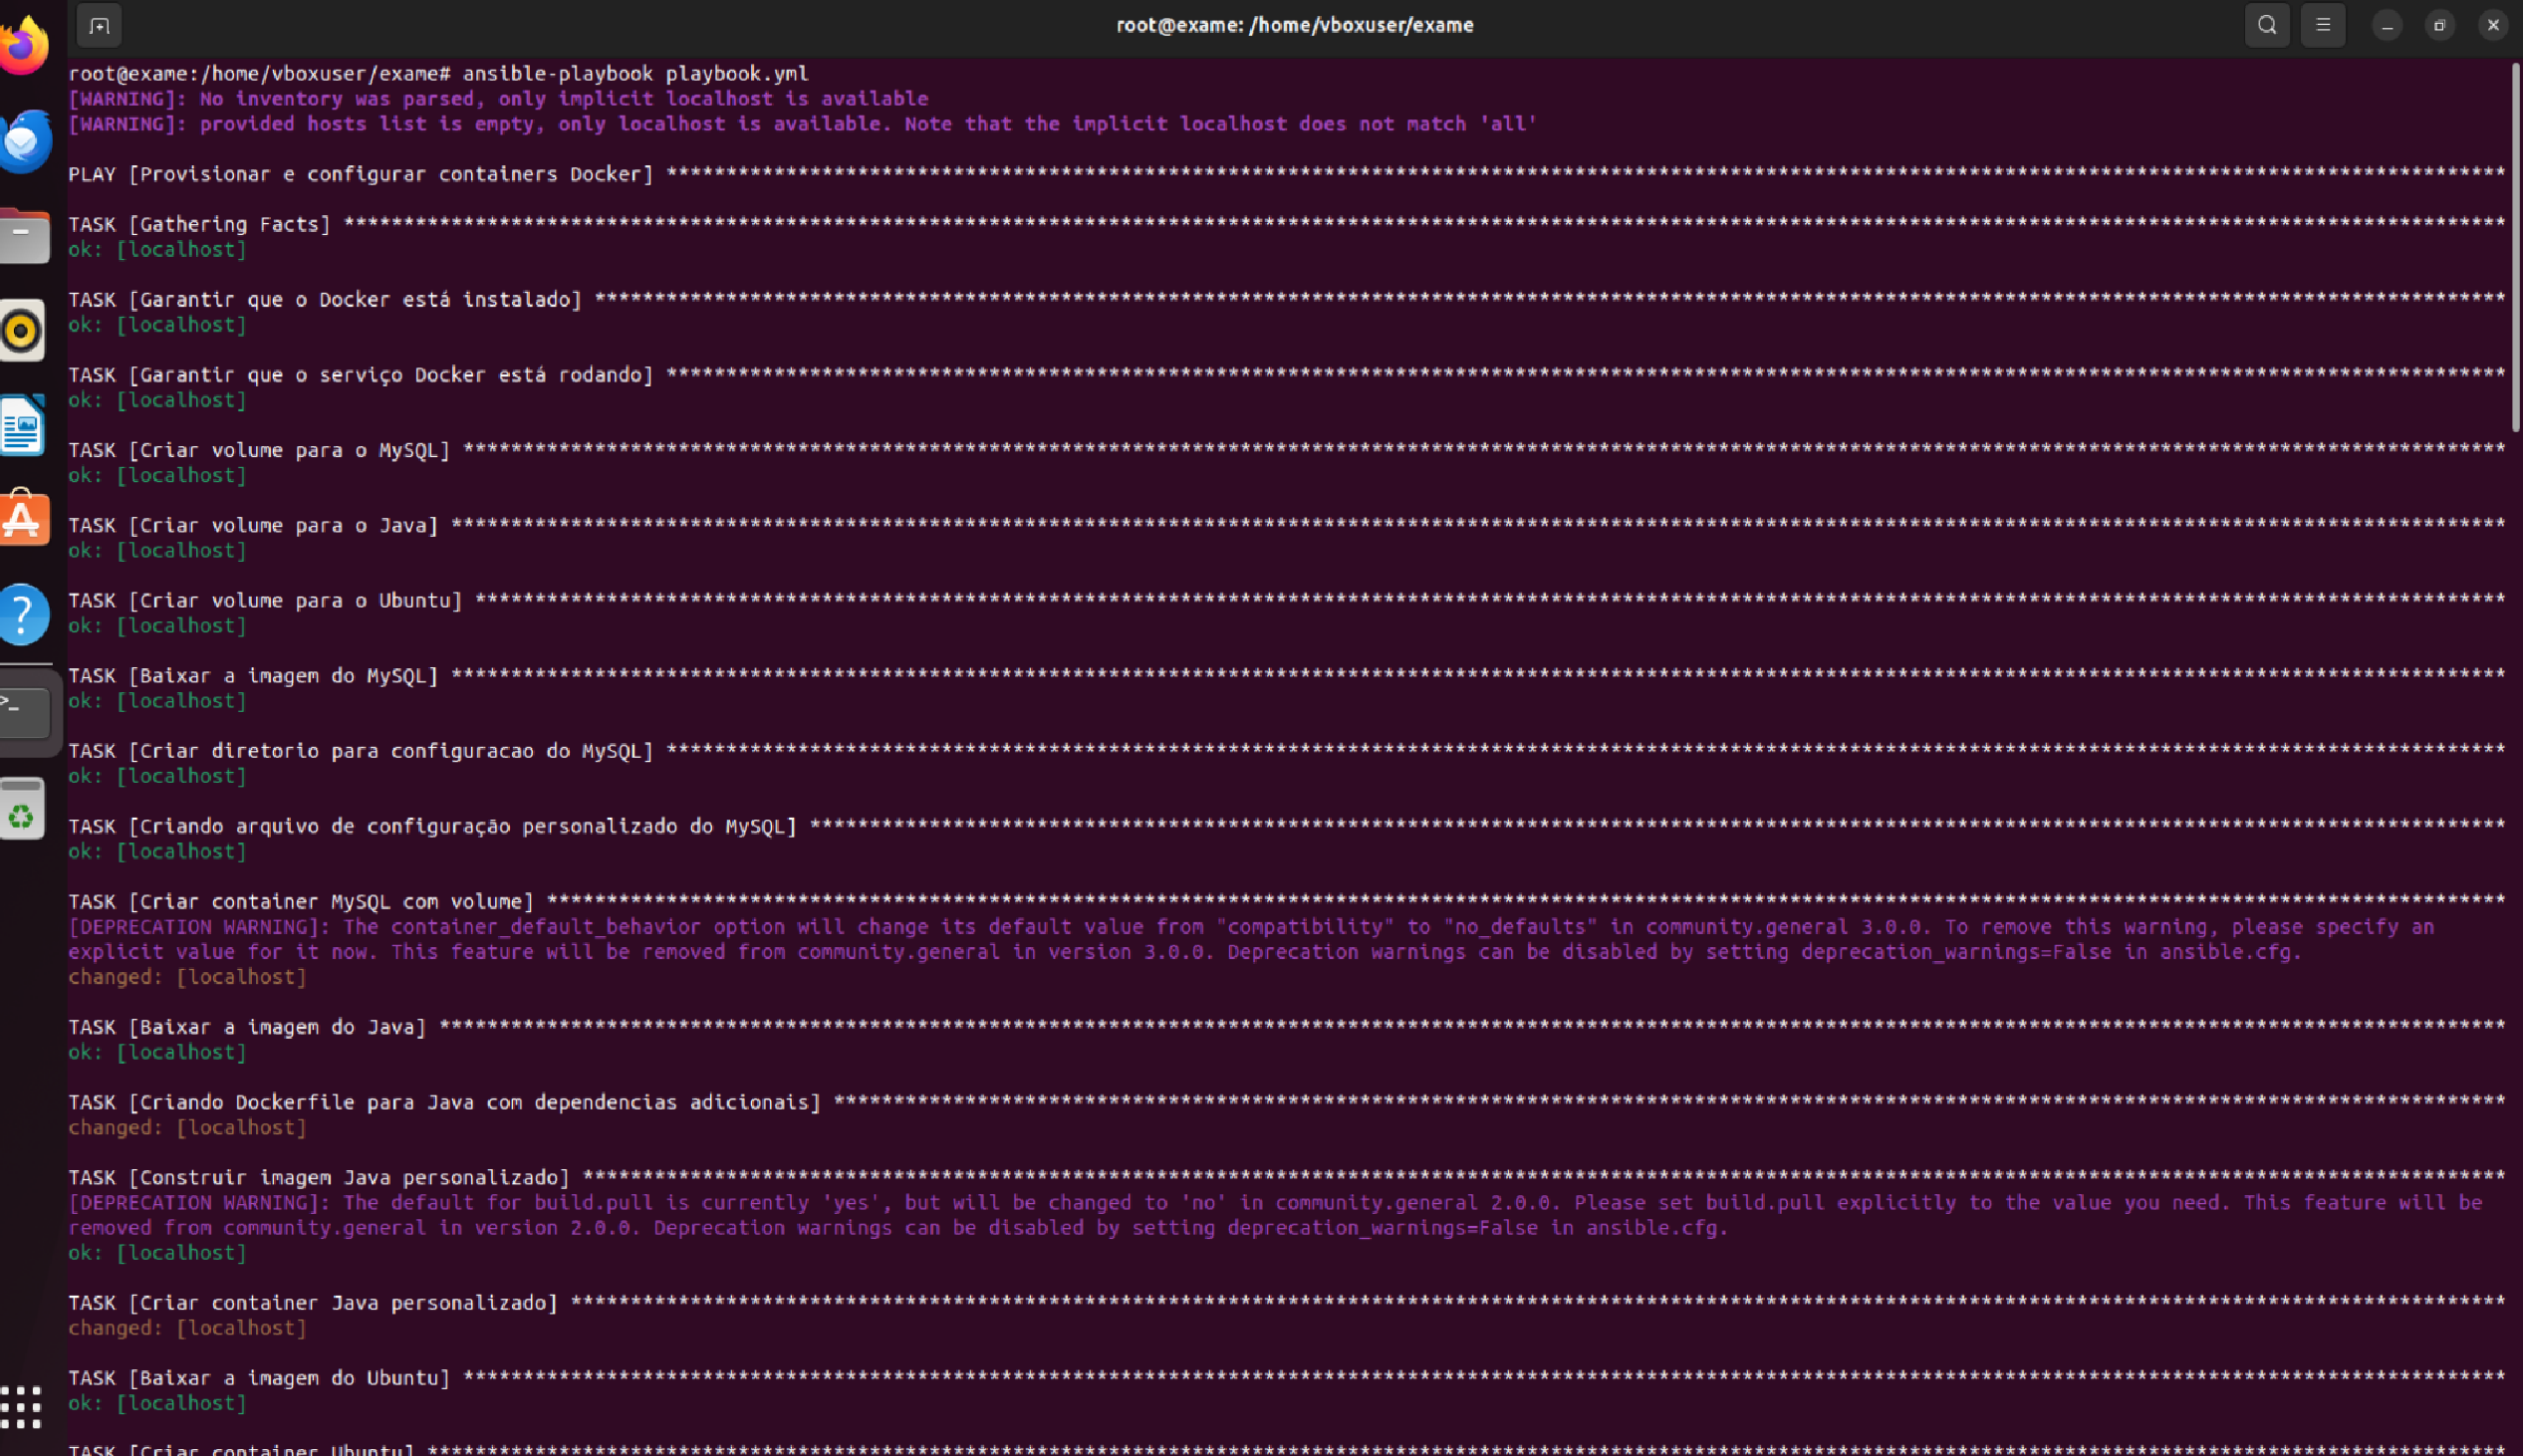 root@exame: /home/vboxuser/exame
root@exame:/home/vboxuser/exame# ansible-playbook playbook.yml
[WARNING]: No inventory was parsed, only implicit localhost is available
[WARNING]: provided hosts list is empty, only localhost is available. Note that the implicit localhost does not match 'all'
PLAY [Provisionar e configurar containers Docker] ****************************************************************************************************************************************************
TASK [Gathering Facts] *******************************************************************************************************************************************************************************
ok: [localhost]
TASK [Garantir que o Docker está instalado] **********************************************************************************************************************************************************
ok: [localhost]
TASK [Garantir que o serviço Docker está rodando] ****************************************************************************************************************************************************
ok: [localhost]
TASK [Criar volume para o MySQL] *********************************************************************************************************************************************************************
ok: [localhost]
TASK [Criar volume para o Java] **********************************************************************************************************************************************************************
ok: [localhost]
TASK [Criar volume para o Ubuntu] ********************************************************************************************************************************************************************
ok: [localhost]
TASK [Baixar a imagem do MySQL] **********************************************************************************************************************************************************************
ok: [localhost]
TASK [Criar diretorio para configuracao do MySQL] ****************************************************************************************************************************************************
ok: [localhost]
TASK [Criando arquivo de configuração personalizado do MySQL] ****************************************************************************************************************************************
ok: [localhost]
TASK [Criar container MySQL com volume] **************************************************************************************************************************************************************
[DEPRECATION WARNING]: The container_default_behavior option will change its default value from "compatibility" to "no_defaults" in community.general 3.0.0. To remove this warning, please specify an
explicit value for it now. This feature will be removed from community.general in version 3.0.0. Deprecation warnings can be disabled by setting deprecation_warnings=False in ansible.cfg.
changed: [localhost]
TASK [Baixar a imagem do Java] ***********************************************************************************************************************************************************************
ok: [localhost]
TASK [Criando Dockerfile para Java com dependencias adicionais] **************************************************************************************************************************************
changed: [localhost]
TASK [Construir imagem Java personalizado] ***********************************************************************************************************************************************************
[DEPRECATION WARNING]: The default for build.pull is currently 'yes', but will be changed to 'no' in community.general 2.0.0. Please set build.pull explicitly to the value you need. This feature will be
removed from community.general in version 2.0.0. Deprecation warnings can be disabled by setting deprecation_warnings=False in ansible.cfg.
ok: [localhost]
TASK [Criar container Java personalizado] ************************************************************************************************************************************************************
changed: [localhost]
TASK [Baixar a imagem do Ubuntu] *********************************************************************************************************************************************************************
ok: [localhost]
TASK [Criar container Ubuntu] ************************************************************************************************************************************************************************